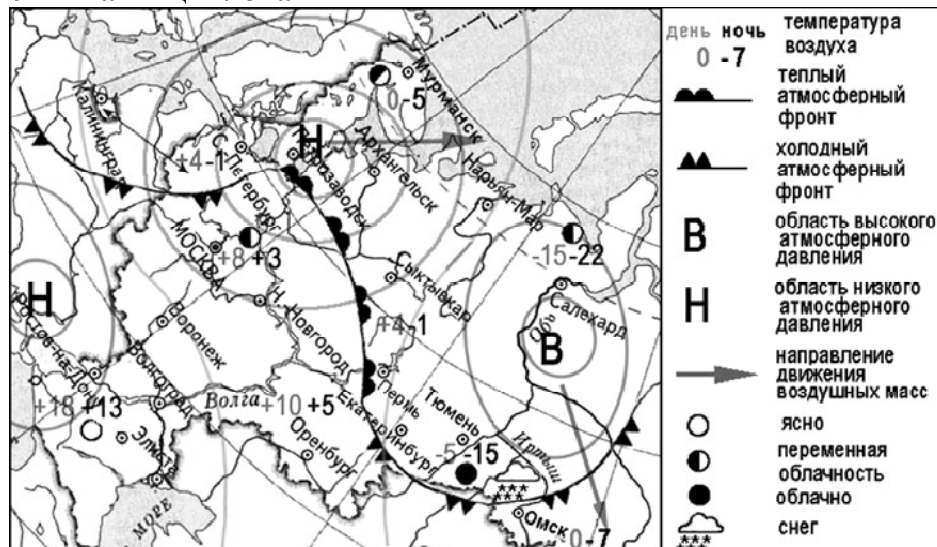 Мурманск
0 -5
Калининград
С.-Петербург
+4 -1
Н
Петрозаводск
Архангельск
Нарьян-Мар
МОСКВА
+8 +3
-15 -22
Сыктывкар
Салехард
Обь
В
Н
Н. Новгород
+4 -1
Воронеж
Ростов-на-Дону
Волгоград
Волга
+10 +5
Пермь
Тюмень
Екатеринбург
Иртыш
+18 +13
Элиста
Оренбург
-5 -15
МОРЕ
Омск
0 -7
день ночь
0 -7
температура
воздуха
теплый
атмосферный
фронт
холодный
атмосферный
фронт
В
область высокого
атмосферного
давления
Н
область низкого
атмосферного
давления
направление
движения
воздушных масс
ясно
переменная
облачность
облачно
снег